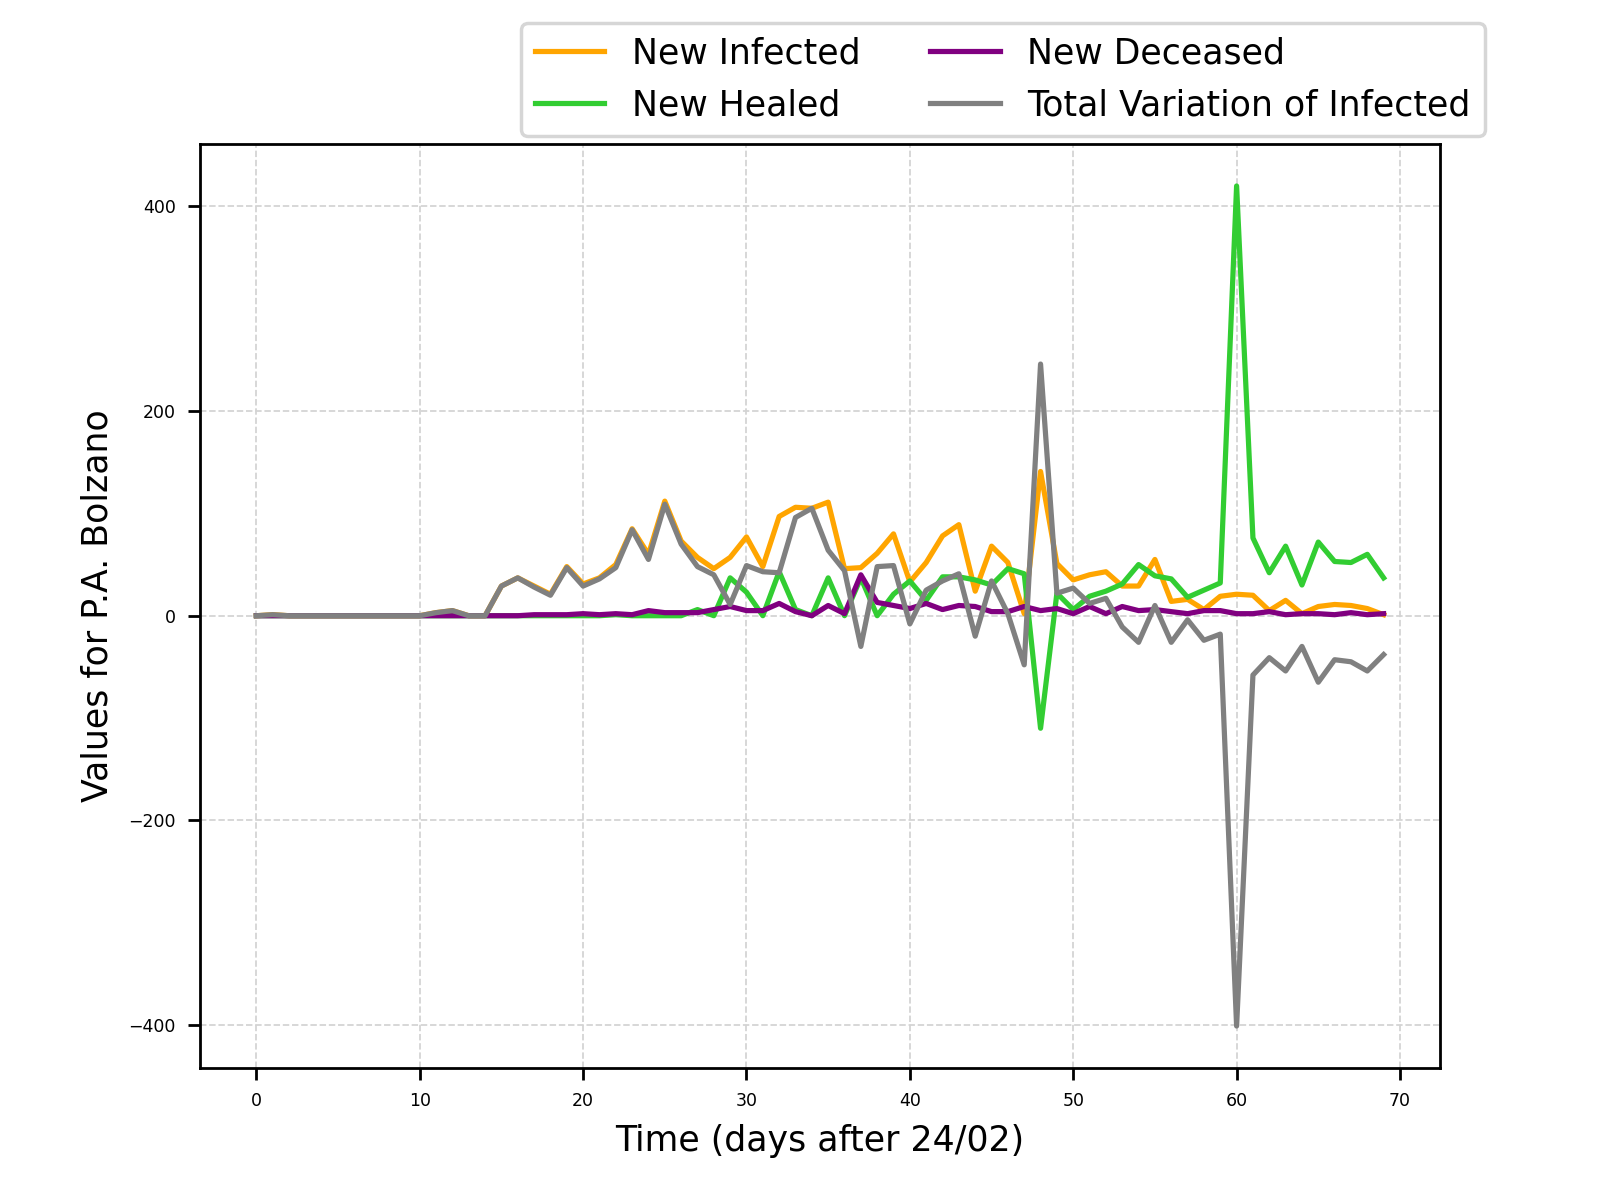 New Infected
New Healed
New Deceased
Total Variation of Infected
Values for P.A. Bolzano
400
200
0
−200
−400
0 10 20 30 40 50 60 70
Time (days after 24/02)